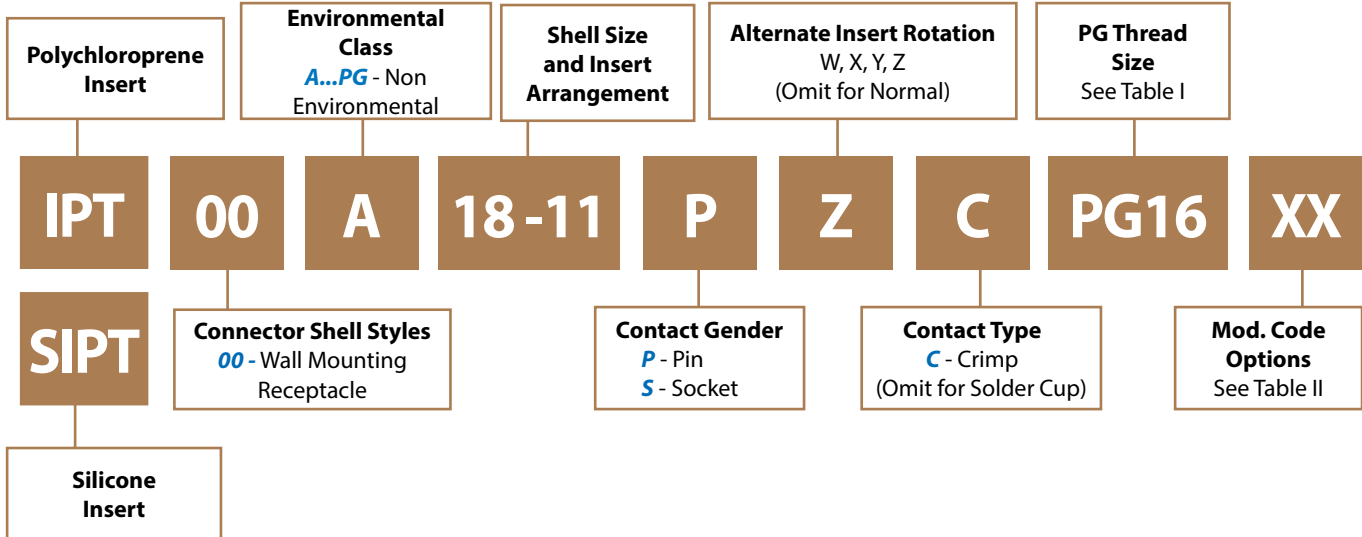 Polychloroprene
Insert
Environmental
Class
A...PG - Non
Environmental
Shell Size
and Insert
Arrangement
Alternate Insert Rotation
W, X, Y, Z
(Omit for Normal)
PG Thread
Size
See Table I
IPT 00 A 18-11 P Z C PG16 XX
SIPT
Connector Shell Styles
00 - Wall Mounting
Receptacle
Contact Gender
P - Pin
S - Socket
Contact Type
C - Crimp
(Omit for Solder Cup)
Mod. Code
Options
See Table II
Silicone
Insert